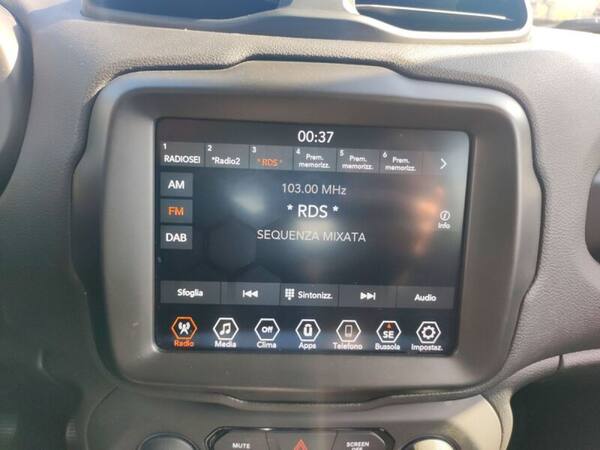 00:37
1 2 3 4 5 6
RADIOSEI *Radio2 *RDS* Prem. memorizz. Prem. memorizz. Prem. memorizz.
AM
103.00 MHz
FM
* RDS *
i Info
DAB
SEQUENZA MIXATA
Sfoglia Sintonizz. Audio
Off SE
Radio Media Clima Apps Telefono Bussola Impostaz.
MUTE SCREEN OFF